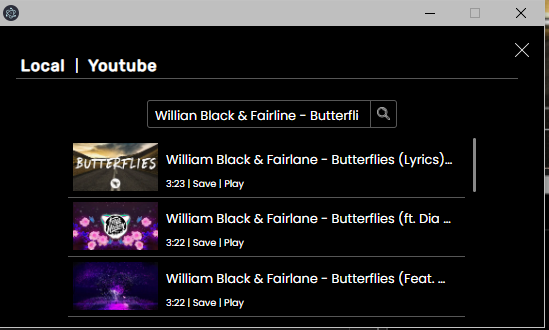 Local | Youtube
Willian Black & Fairline - Butterfli
BUTTERFLIES
William Black & Fairlane - Butterflies (Lyrics)...
3:23 | Save | Play
William Black & Fairlane - Butterflies (ft. Dia ...
3:22 | Save | Play
William Black & Fairlane - Butterflies (Feat. ...
3:22 | Save | Play